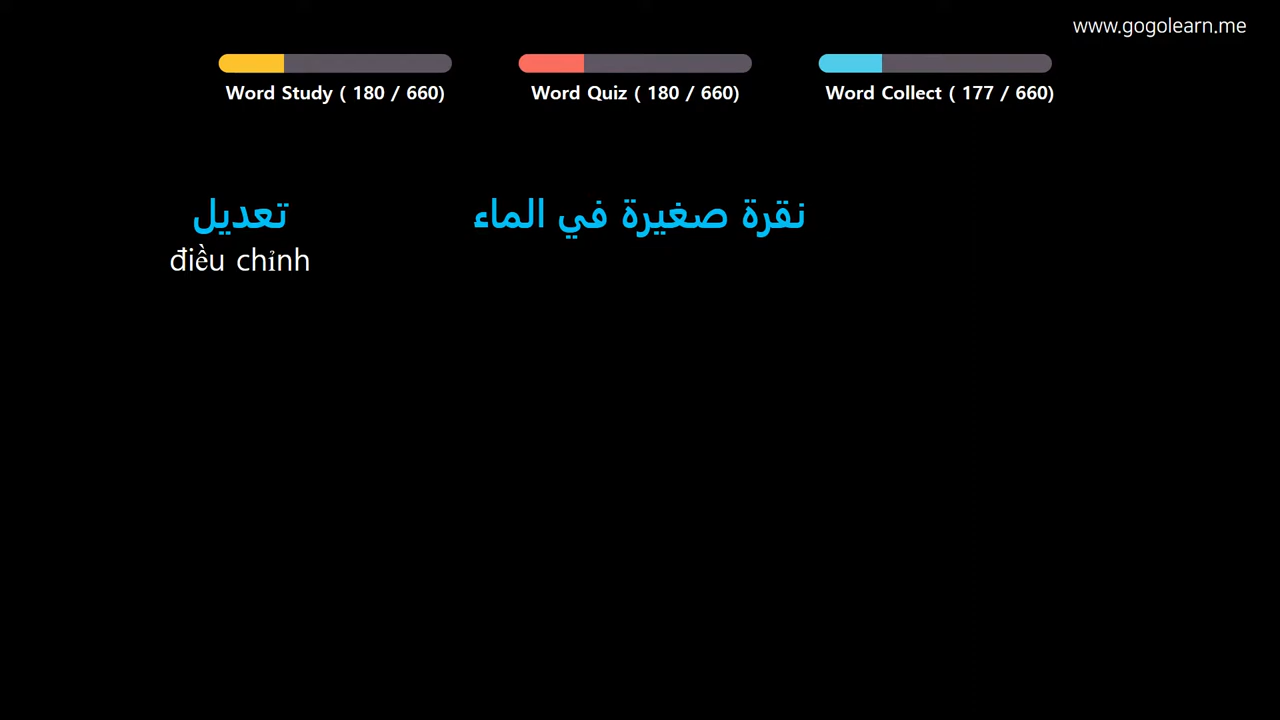 www.gogolearn.me
Word Study ( 180 / 660)
Word Quiz ( 180 / 660)
Word Collect ( 177 / 660)
تعديل
điều chỉnh
نقرة صغيرة في الماء